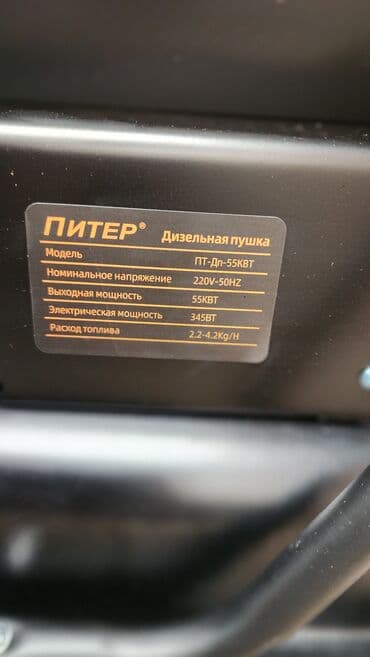 ПИТЕР® Дизельная пушка
Модель ПТ-Дп-55КВТ
Номинальное напряжение 220V-50HZ
Выходная мощность 55КВТ
Электрическая мощность 345ВТ
Расход топлива 2.2-4.2Kg/H